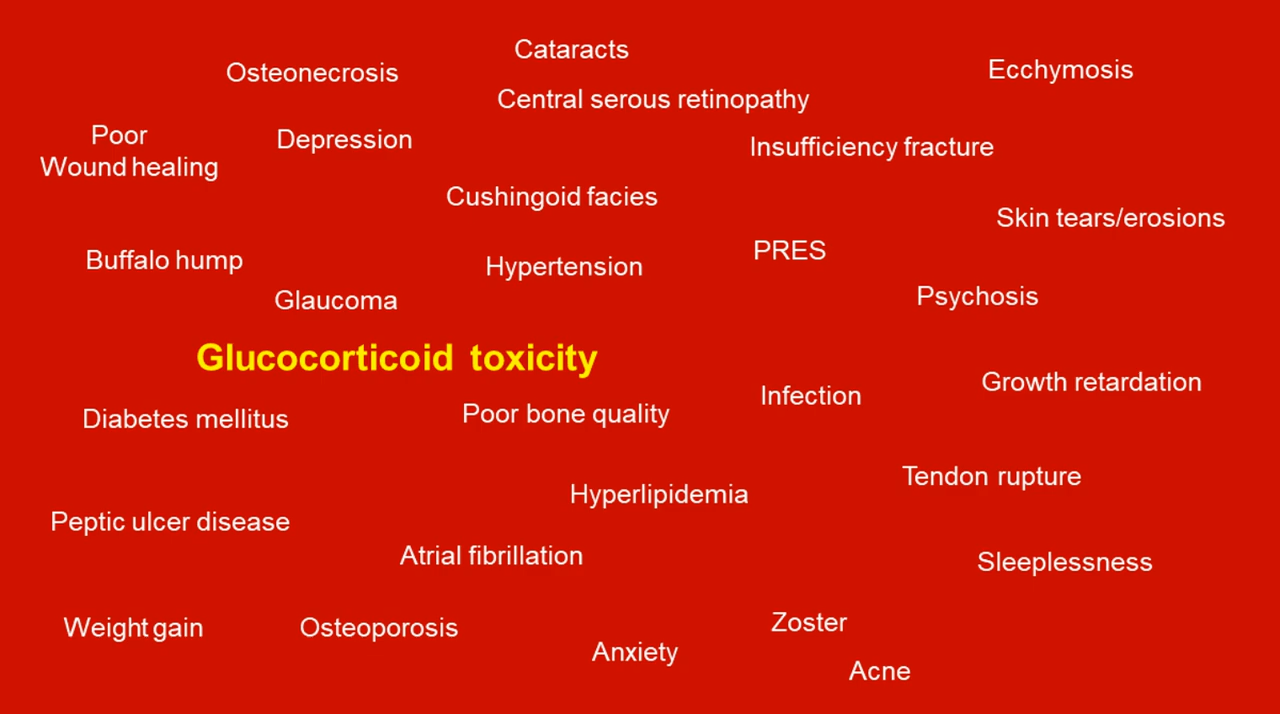 Cataracts
Osteonecrosis
Ecchymosis
Central serous retinopathy
Poor
Wound healing
Depression
Insufficiency fracture
Cushingoid facies
Skin tears/erosions
PRES
Buffalo hump
Hypertension
Psychosis
Glaucoma
Glucocorticoid toxicity
Growth retardation
Infection
Diabetes mellitus
Poor bone quality
Tendon rupture
Hyperlipidemia
Peptic ulcer disease
Atrial fibrillation
Sleeplessness
Weight gain
Osteoporosis
Zoster
Anxiety
Acne